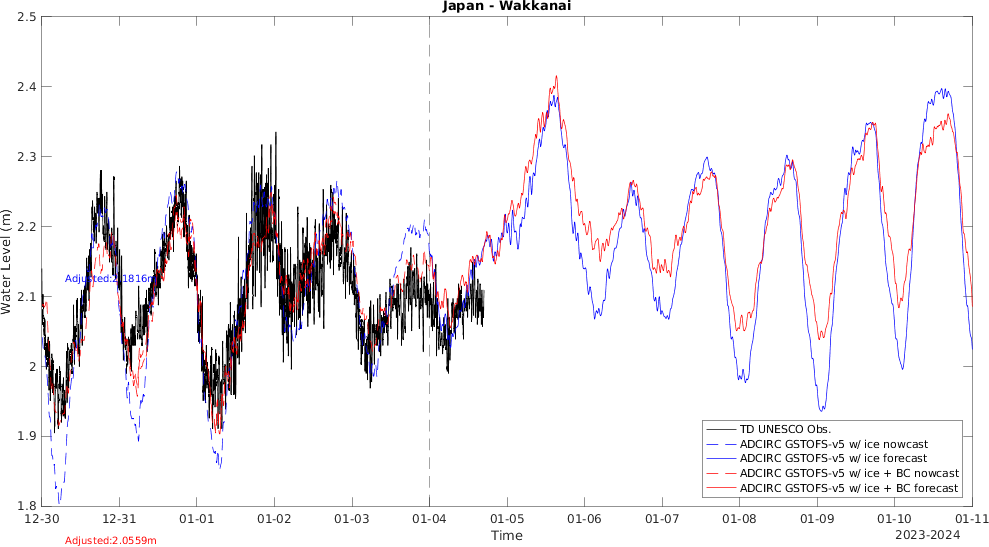 Japan - Wakkanai
2.5
2.4
2.3
2.2
2.1
2
1.9
1.8
Water Level (m)
Adjusted:2.1816m
TD UNESCO Obs.
ADCIRC GSTOFS-v5 w/ ice nowcast
ADCIRC GSTOFS-v5 w/ ice forecast
ADCIRC GSTOFS-v5 w/ ice + BC nowcast
ADCIRC GSTOFS-v5 w/ ice + BC forecast
12-30 12-31 01-01 01-02 01-03 01-04 01-05 01-06 01-07 01-08 01-09 01-10 01-11
Time
2023-2024
Adjusted:2.0559m